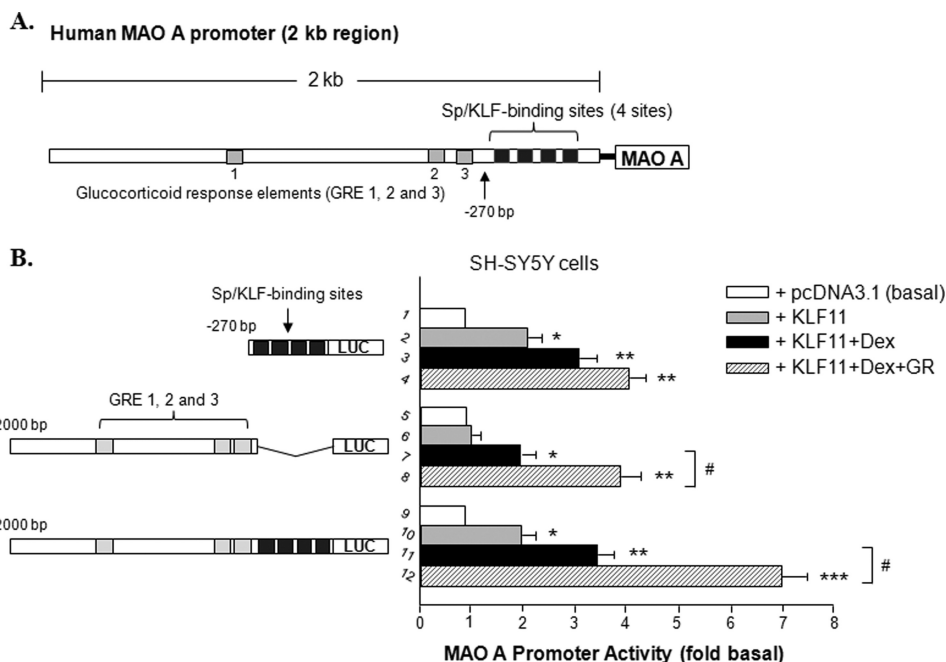 A.
Human MAO A promoter (2 kb region)
2 kb
Sp/KLF-binding sites (4 sites)
MAO A
1
2
3
Glucocorticoid response elements (GRE 1, 2 and 3)
-270 bp
B.
SH-SY5Y cells
Sp/KLF-binding sites
-270 bp
LUC
GRE 1, 2 and 3
2000 bp
LUC
2000 bp
LUC
1
2 *
3 **
4 **
5
6
7 *
8 **
#
9
10 *
11 **
12 ***
#
+ pcDNA3.1 (basal)
+ KLF11
+ KLF11+Dex
+ KLF11+Dex+GR
0 1 2 3 4 5 6 7 8
MAO A Promoter Activity (fold basal)